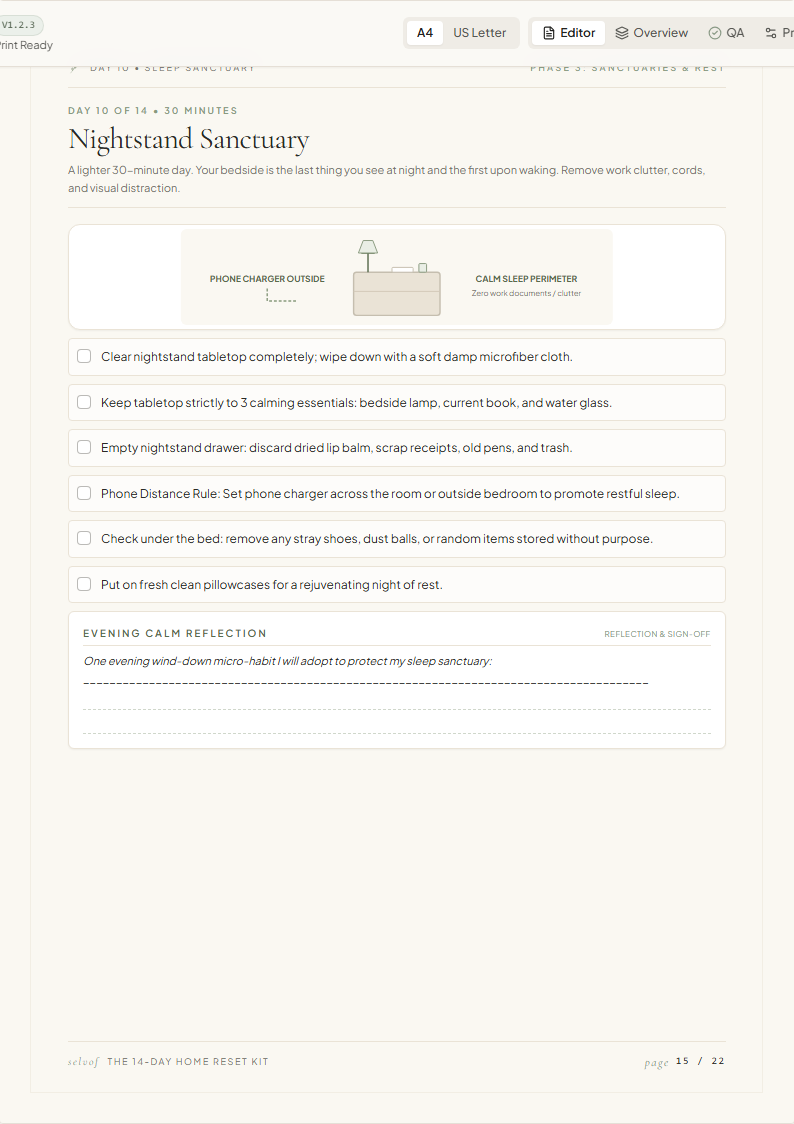 V1.2.3
Print Ready
A4
US Letter
Editor
Overview
QA
DAY 10 • SLEEP SANCTUARY
PHASE 3: SANCTUARIES & REST
DAY 10 OF 14 • 30 MINUTES
Nightstand Sanctuary
A lighter 30-minute day. Your bedside is the last thing you see at night and the first upon waking. Remove work clutter, cords,
and visual distraction.
PHONE CHARGER OUTSIDE
CALM SLEEP PERIMETER
Zero work documents / clutter
Clear nightstand tabletop completely; wipe down with a soft damp microfiber cloth.
Keep tabletop strictly to 3 calming essentials: bedside lamp, current book, and water glass.
Empty nightstand drawer: discard dried lip balm, scrap receipts, old pens, and trash.
Phone Distance Rule: Set phone charger across the room or outside bedroom to promote restful sleep.
Check under the bed: remove any stray shoes, dust balls, or random items stored without purpose.
Put on fresh clean pillowcases for a rejuvenating night of rest.
EVENING CALM REFLECTION
REFLECTION & SIGN-OFF
One evening wind-down micro-habit I will adopt to protect my sleep sanctuary:
selvof THE 14-DAY HOME RESET KIT
page 15 / 22